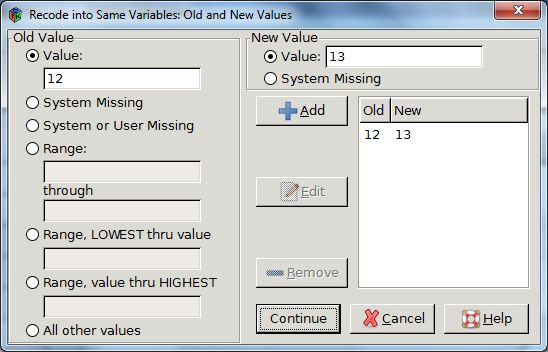 Recode into Same Variables: Old and New Values
Old Value
Value:
12
System Missing
System or User Missing
Range:
through
Range, LOWEST thru value
Range, value thru HIGHEST
All other values
New Value
Value: 13
System Missing
Add
Edit
Remove
Old New
12 13
Continue
Cancel
Help